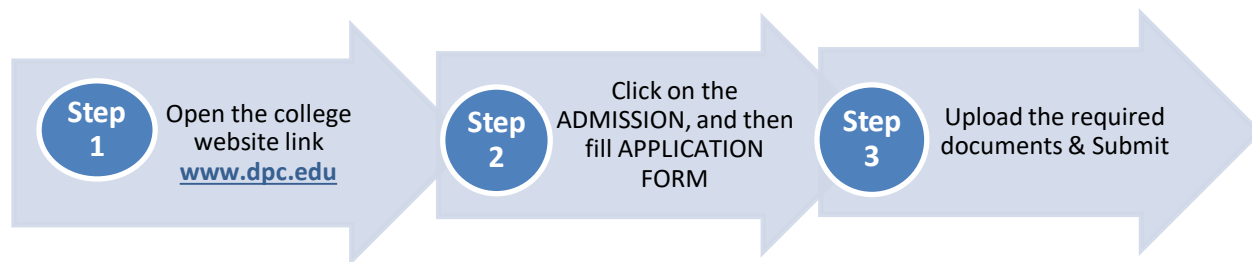 Step
1
Open the college
website link
www.dpc.edu
Step
2
Click on the
ADMISSION, and then
fill APPLICATION
FORM
Step
3
Upload the required
documents & Submit